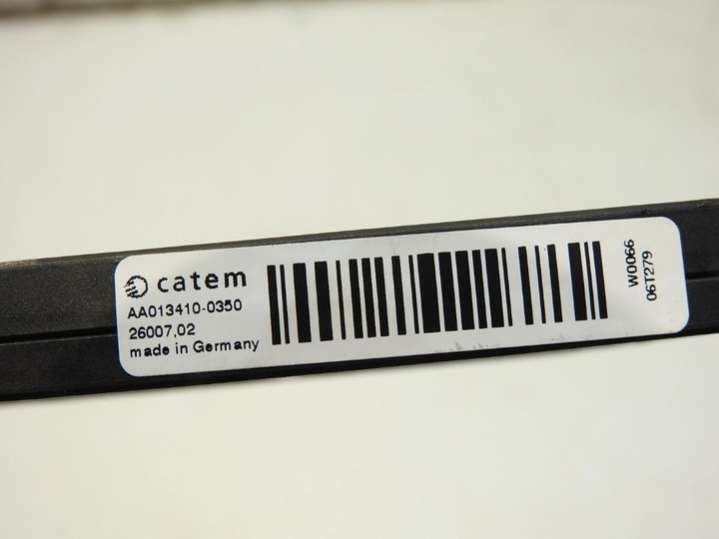 catem
AA013410-0350
26007,02
made in Germany
W0066
06T279